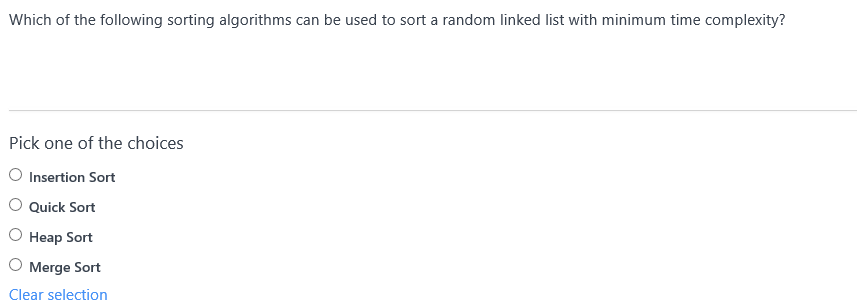 Which of the following sorting algorithms can be used to sort a random linked list with minimum time complexity?
Pick one of the choices
Insertion Sort
Quick Sort
Heap Sort
Merge Sort
Clear selection